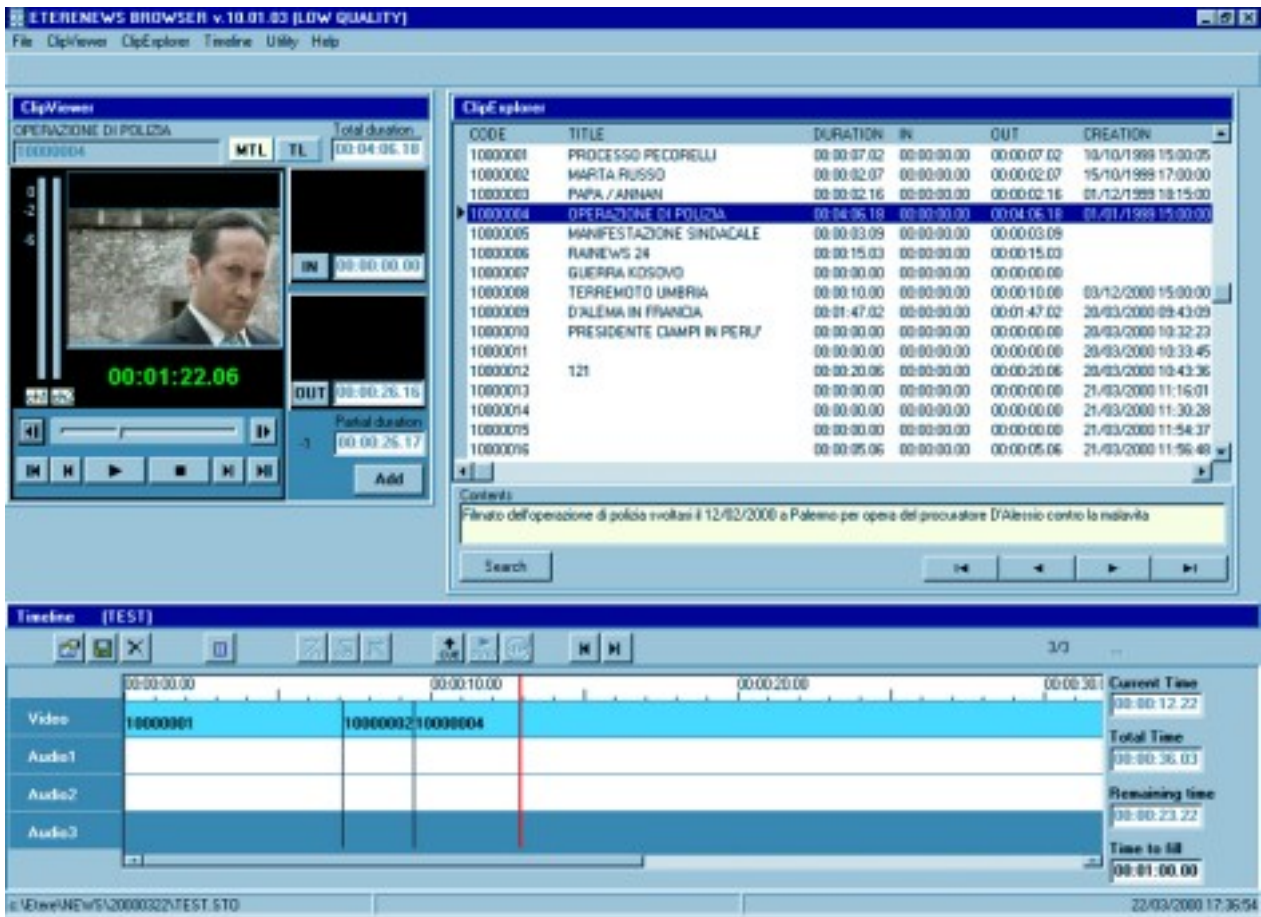 ETERENEWS BROWSER v.10.01.03 [LOW QUALITY]
File ClipViewer ClipExplorer Timeline Utility Help
ClipViewer
OPERAZIONE DI POLIZIA Total duration
10000004 MTL TL 00:04:06.18
0
-2
IN 00:00:00.00
00:01:22.06
ch1 ch2
OUT 00:00:26.16
Partial duration
-1 00:00:26.17
Add
ClipExplorer
CODE TITLE DURATION IN OUT CREATION
10000001 PROCESSO PECORELLI 00:00:07.02 00:00:00.00 00:00:07.02 10/10/1999 15:00:05
10000002 MARTA RUSSO 00:00:02.07 00:00:00.00 00:00:02.07 15/10/1999 17:00:00
10000003 PAPA / ANNAN 00:00:02.16 00:00:00.00 00:00:02.16 01/12/1999 18:15:00
10000004 OPERAZIONE DI POLIZIA 00:04:06.18 00:00:00.00 00:04:06.18 01/01/1999 15:00:00
10000005 MANIFESTAZIONE SINDACALE 00:00:03.09 00:00:00.00 00:00:03.09
10000006 RAINEWS 24 00:00:15.03 00:00:00.00 00:00:15.03
10000007 GUERRA KOSOVO 00:00:00.00 00:00:00.00 00:00:00.00
10000008 TERREMOTO UMBRIA 00:00:10.00 00:00:00.00 00:00:10.00 03/12/2000 15:00:00
10000009 D'ALEMA IN FRANCIA 00:01:47.02 00:00:00.00 00:01:47.02 20/03/2000 09:43:09
10000010 PRESIDENTE CIAMPI IN PERU' 00:00:00.00 00:00:00.00 00:00:00.00 20/03/2000 10:32:23
10000011 00:00:00.00 00:00:00.00 00:00:00.00 20/03/2000 10:33:45
10000012 121 00:00:20.06 00:00:00.00 00:00:20.06 20/03/2000 10:43:36
10000013 00:00:00.00 00:00:00.00 00:00:00.00 21/03/2000 11:16:01
10000014 00:00:00.00 00:00:00.00 00:00:00.00 21/03/2000 11:30:28
10000015 00:00:00.00 00:00:00.00 00:00:00.00 21/03/2000 11:54:37
10000016 00:00:05.06 00:00:00.00 00:00:05.06 21/03/2000 11:56:48
Contents
Filmato dell'operazione di polizia svoltasi il 12/02/2000 a Palermo per opera del procuratore D'Alessio contro la malavita
Search
Timeline [TEST]
CUE
3/3
00:00:00.00 00:00:10.00 00:00:20.00
Video 10000001 10000002 10000004
Audio1
Audio2
Audio3
Current Time
00:00:12.22
Total Time
00:00:36.03
Remaining time
00:00:23.22
Time to fill
00:01:00.00
c:\Etere\NEWS\20000322\TEST.STO
22/03/2000 17:36:54